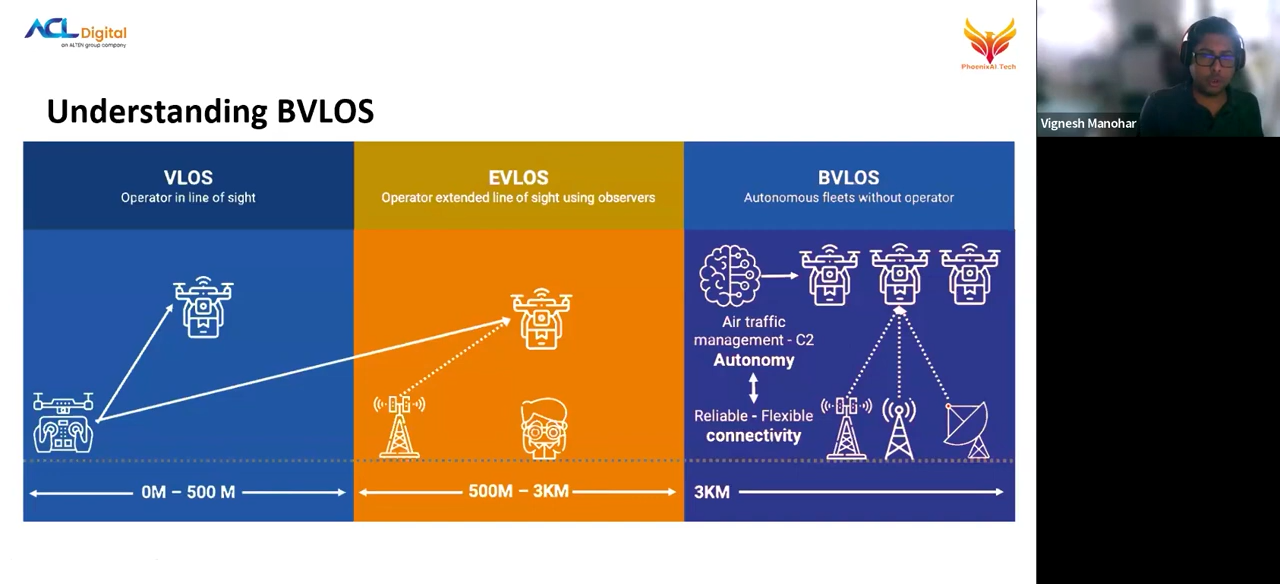 ACL Digital
an ALTEN group company
PhoenixAI Tech
Vignesh Manohar
Understanding BVLOS
VLOS
Operator in line of sight
EVLOS
Operator extended line of sight using observers
BVLOS
Autonomous fleets without operator
Air traffic
management - C2
Autonomy
Reliable - Flexible
connectivity
0M – 500 M
500M – 3KM
3KM